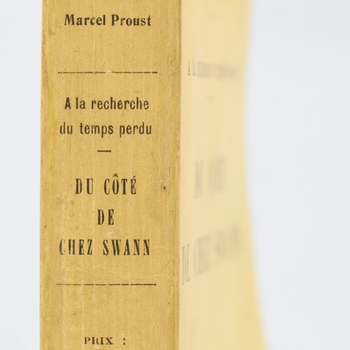 Marcel Proust
A la recherche
du temps perdu
DU CÔTÉ
DE
CHEZ SWANN
PRIX :